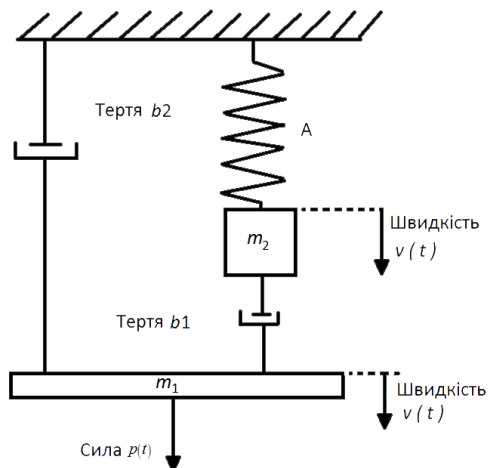 Тертя b2
A
m₂
Швидкість
v ( t )
Тертя b1
m₁
Швидкість
v ( t )
Сила p(t)